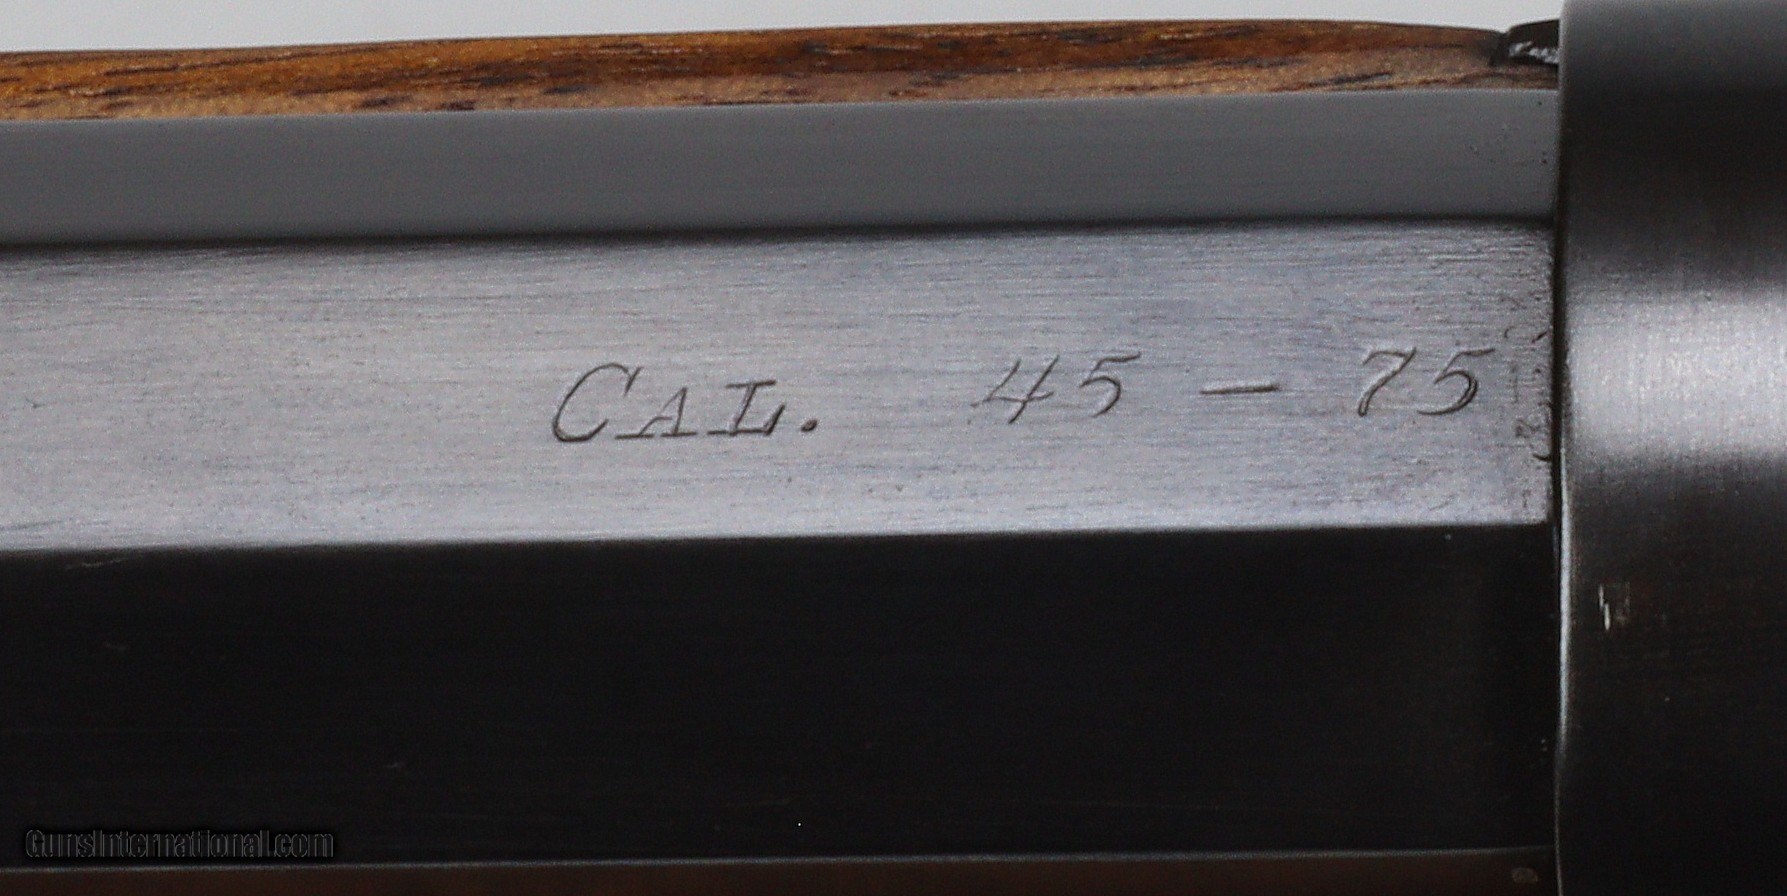 CAL. 45 – 75
GunsInternational.com